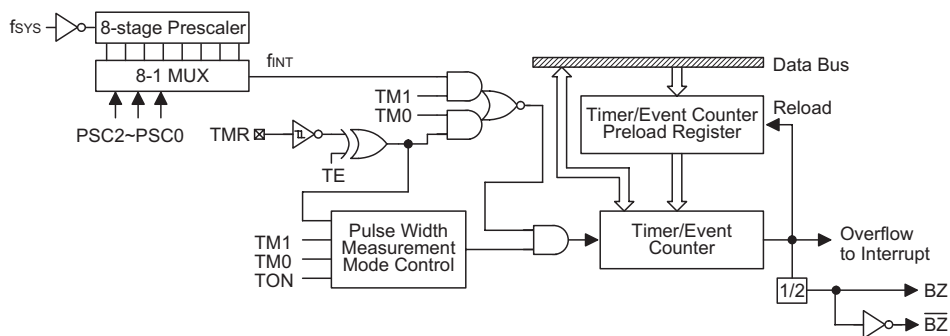 fSYS
8-stage Prescaler
8-1 MUX
fINT
PSC2~PSC0
TM1
TM0
TMR
TE
TM1
TM0
TON
Pulse Width
Measurement
Mode Control
Data Bus
Timer/Event Counter
Preload Register
Reload
Timer/Event
Counter
Overflow
to Interrupt
1/2
BZ
B̅Z̅